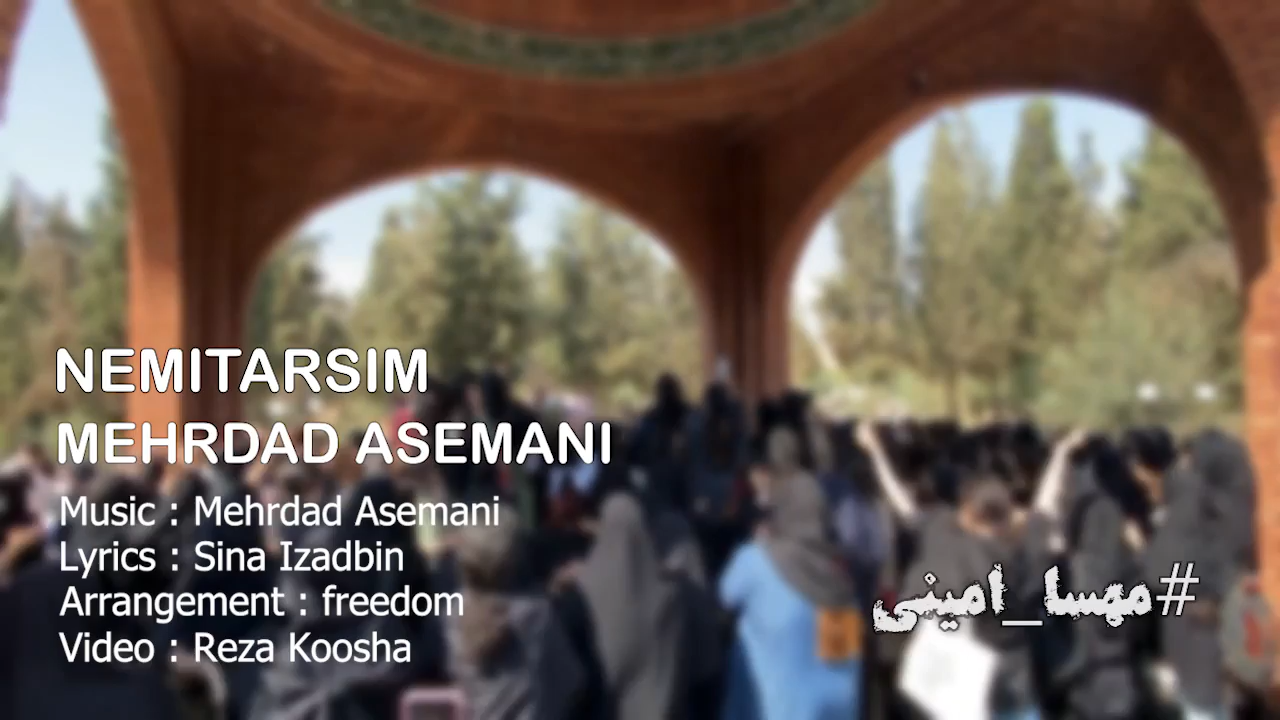 NEMITARSIM
MEHRDAD ASEMANI
Music : Mehrdad Asemani
Lyrics : Sina Izadbin
Arrangement : freedom
Video : Reza Koosha
#مهسا_امینی